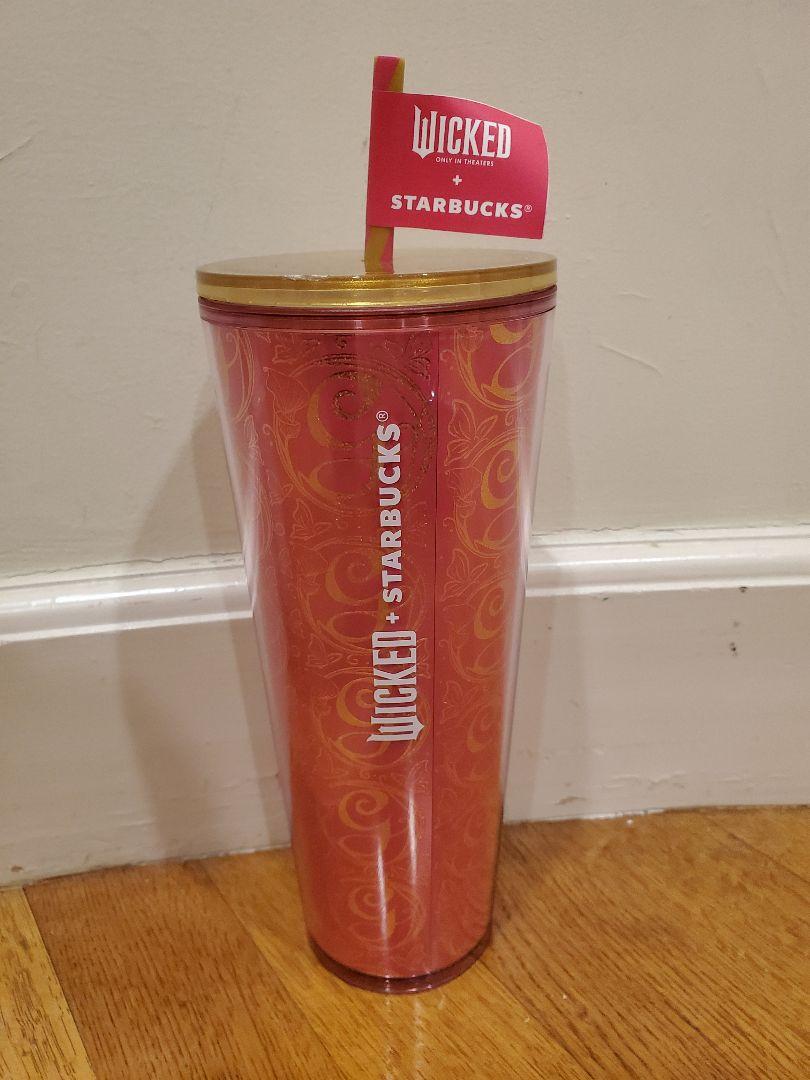 WICKED
ONLY IN THEATERS
+
STARBUCKS®
WICKED + STARBUCKS®